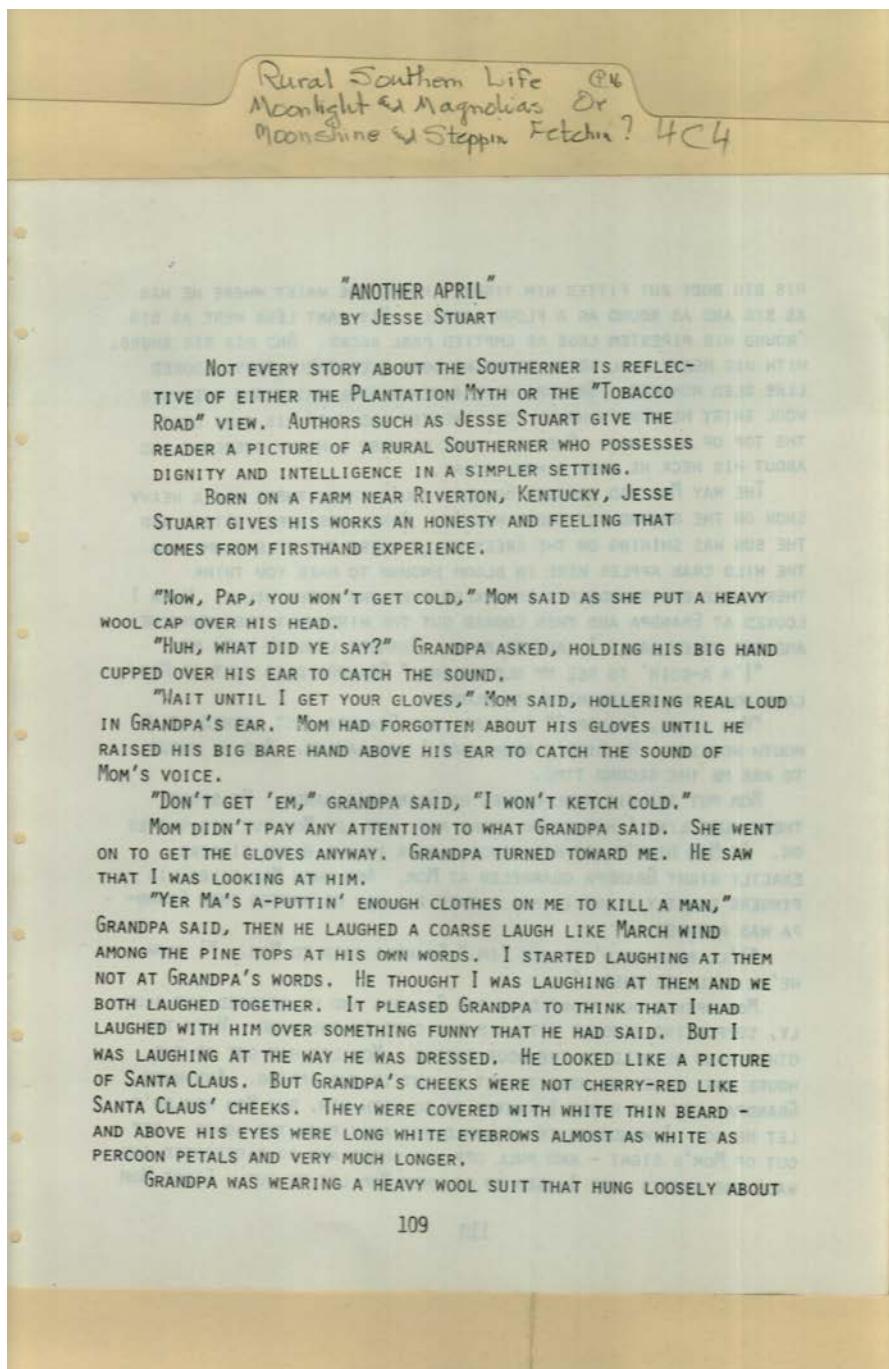 Rural Southern Life
Moonlight & Magnolias Or
Moonshine & Steppin Fetchin? 4C4
"ANOTHER APRIL"
BY JESSE STUART
NOT EVERY STORY ABOUT THE SOUTHERNER IS REFLEC-
TIVE OF EITHER THE PLANTATION MYTH OR THE "TOBACCO
ROAD" VIEW. AUTHORS SUCH AS JESSE STUART GIVE THE
READER A PICTURE OF A RURAL SOUTHERNER WHO POSSESSES
DIGNITY AND INTELLIGENCE IN A SIMPLER SETTING.
BORN ON A FARM NEAR RIVERTON, KENTUCKY, JESSE
STUART GIVES HIS WORKS AN HONESTY AND FEELING THAT
COMES FROM FIRSTHAND EXPERIENCE.
"NOW, PAP, YOU WON'T GET COLD," MOM SAID AS SHE PUT A HEAVY
WOOL CAP OVER HIS HEAD.
"HUH, WHAT DID YE SAY?" GRANDPA ASKED, HOLDING HIS BIG HAND
CUPPED OVER HIS EAR TO CATCH THE SOUND.
"WAIT UNTIL I GET YOUR GLOVES," MOM SAID, HOLLERING REAL LOUD
IN GRANDPA'S EAR. MOM HAD FORGOTTEN ABOUT HIS GLOVES UNTIL HE
RAISED HIS BIG BARE HAND ABOVE HIS EAR TO CATCH THE SOUND OF
MOM'S VOICE.
"DON'T GET 'EM," GRANDPA SAID, "I WON'T KETCH COLD."
MOM DIDN'T PAY ANY ATTENTION TO WHAT GRANDPA SAID. SHE WENT
ON TO GET THE GLOVES ANYWAY. GRANDPA TURNED TOWARD ME. HE SAW
THAT I WAS LOOKING AT HIM.
"YER MA'S A-PUTTIN' ENOUGH CLOTHES ON ME TO KILL A MAN,"
GRANDPA SAID, THEN HE LAUGHED A COARSE LAUGH LIKE MARCH WIND
AMONG THE PINE TOPS AT HIS OWN WORDS. I STARTED LAUGHING AT THEM
NOT AT GRANDPA'S WORDS. HE THOUGHT I WAS LAUGHING AT THEM AND WE
BOTH LAUGHED TOGETHER. IT PLEASED GRANDPA TO THINK THAT I HAD
LAUGHED WITH HIM OVER SOMETHING FUNNY THAT HE HAD SAID. BUT I
WAS LAUGHING AT THE WAY HE WAS DRESSED. HE LOOKED LIKE A PICTURE
OF SANTA CLAUS. BUT GRANDPA'S CHEEKS WERE NOT CHERRY-RED LIKE
SANTA CLAUS' CHEEKS. THEY WERE COVERED WITH WHITE THIN BEARD -
AND ABOVE HIS EYES WERE LONG WHITE EYEBROWS ALMOST AS WHITE AS
PERCOON PETALS AND VERY MUCH LONGER.
GRANDPA WAS WEARING A HEAVY WOOL SUIT THAT HUNG LOOSELY ABOUT
109